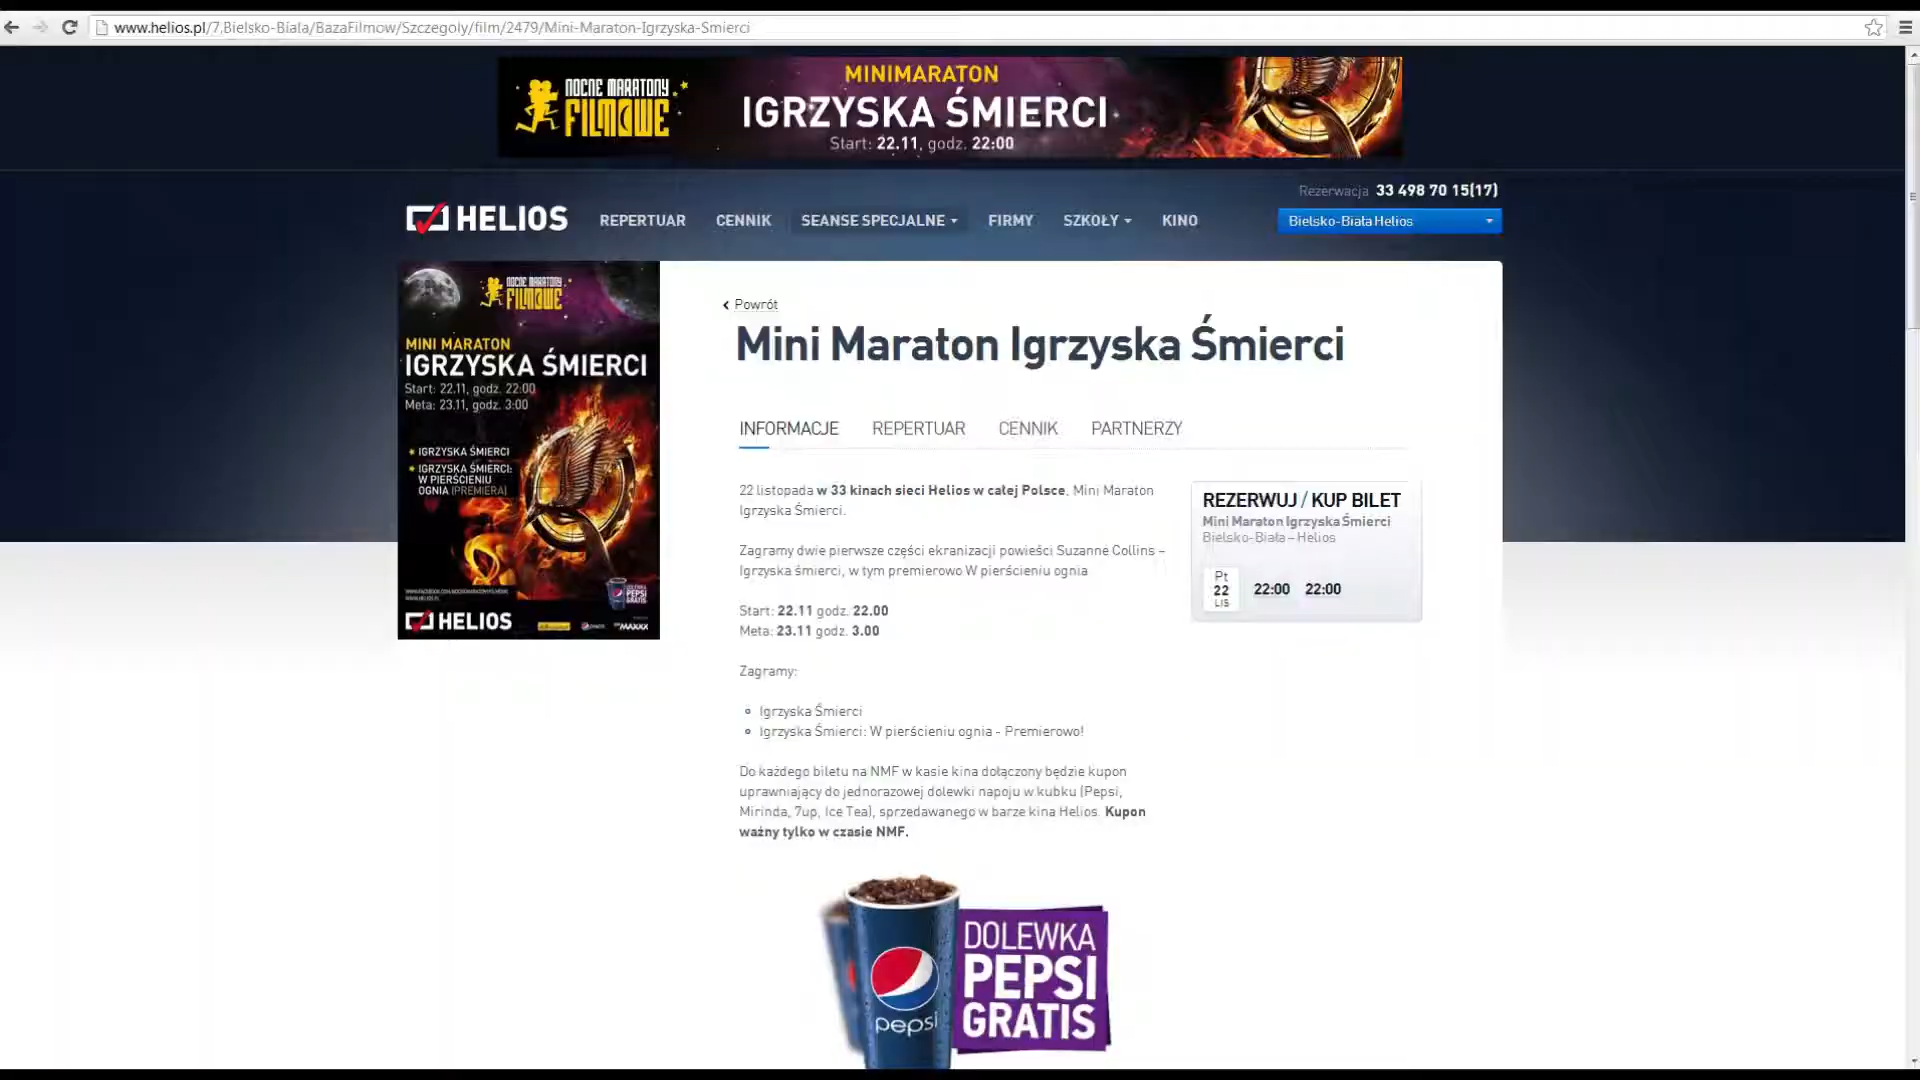 www.helios.pl/7,Bielsko-Biala/BazaFilmow/Szczegoly/film/2479/Mini-Maraton-Igrzyska-Smierci
NOCNE MARATONY
FILMOWE
MINIMARATON
IGRZYSKA ŚMIERCI
Start: 22.11, godz. 22:00
Rezerwacja 33 498 70 15(17)
HELIOS
REPERTUAR
CENNIK
SEANSE SPECJALNE
FIRMY
SZKOŁY
KINO
Bielsko-Biała Helios
NOCNE MARATONY
FILMOWE
MINI MARATON
IGRZYSKA ŚMIERCI
Start: 22.11, godz. 22:00
Meta: 23.11, godz. 3:00
IGRZYSKA ŚMIERCI
IGRZYSKA ŚMIERCI:
W PIERŚCIENIU
OGNIA (PREMIERA)
DOLEWKA
PEPSI
GRATIS
HELIOS
Powrót
Mini Maraton Igrzyska Śmierci
INFORMACJE
REPERTUAR
CENNIK
PARTNERZY
22 listopada w 33 kinach sieci Helios w całej Polsce, Mini Maraton
Igrzyska Śmierci.
Zagramy dwie pierwsze części ekranizacji powieści Suzanne Collins –
Igrzyska śmierci, w tym premierowo W pierścieniu ognia
Start: 22.11 godz. 22.00
Meta: 23.11 godz. 3.00
Zagramy:
Igrzyska Śmierci
Igrzyska Śmierci: W pierścieniu ognia - Premierowo!
Do każdego biletu na NMF w kasie kina dołączony będzie kupon
uprawniający do jednorazowej dolewki napoju w kubku (Pepsi,
Mirinda, 7up, Ice Tea), sprzedawanego w barze kina Helios. Kupon
ważny tylko w czasie NMF.
REZERWUJ / KUP BILET
Mini Maraton Igrzyska Śmierci
Bielsko-Biała – Helios
Pt
22
LIS
22:00 22:00
pepsi
DOLEWKA
PEPSI
GRATIS